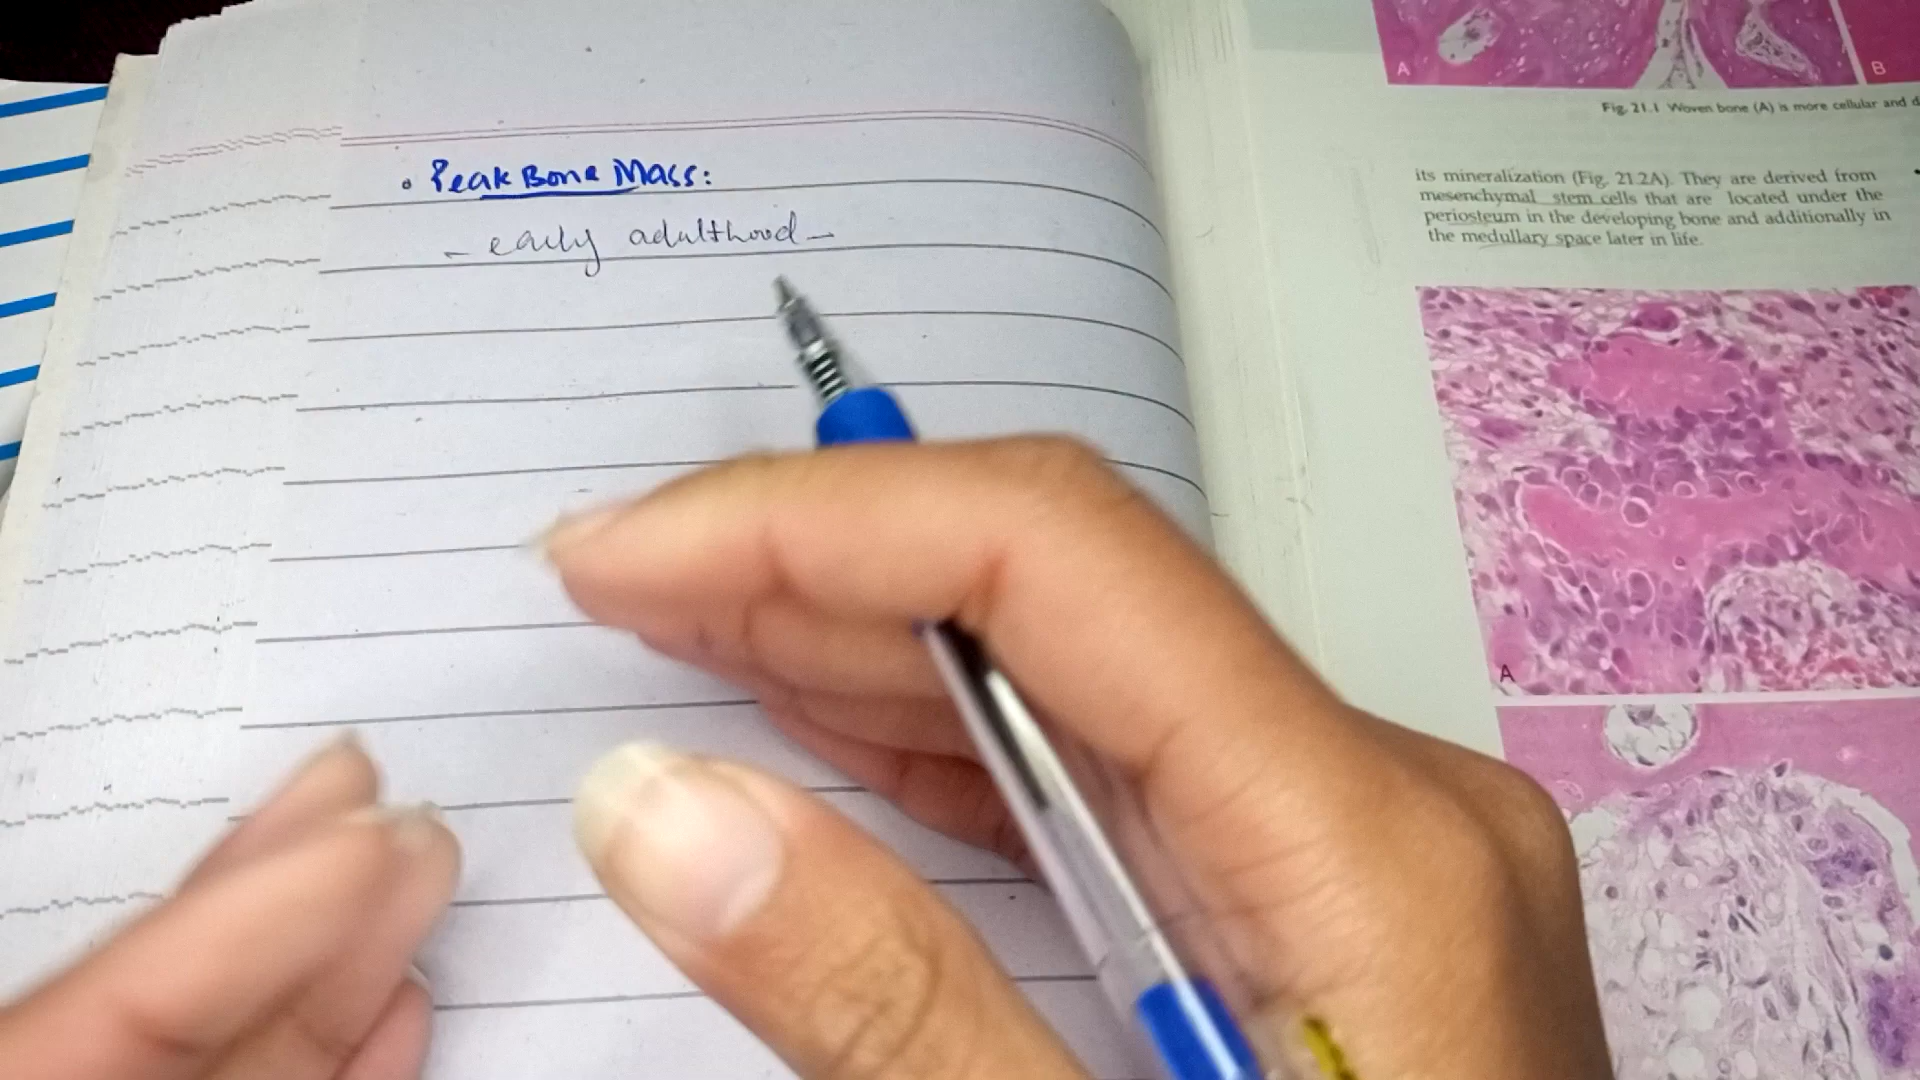 • Peak Bone Mass:
- early adulthood -
A
B
Fig. 21.1 Woven bone (A) is more cellular and
its mineralization (Fig. 21.2A). They are derived from
mesenchymal stem cells that are located under the
periosteum in the developing bone and additionally in
the medullary space later in life.
A